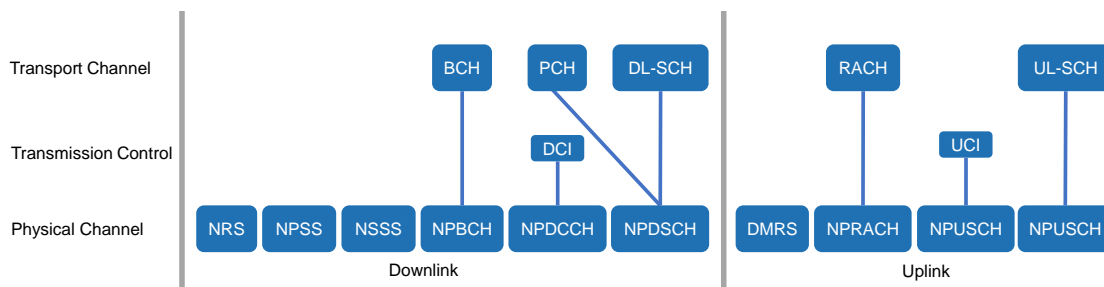 Transport Channel BCH PCH DL-SCH RACH UL-SCH
Transmission Control DCI UCI
Physical Channel NRS NPSS NSSS NPBCH NPDCCH NPDSCH DMRS NPRACH NPUSCH NPUSCH
Downlink Uplink